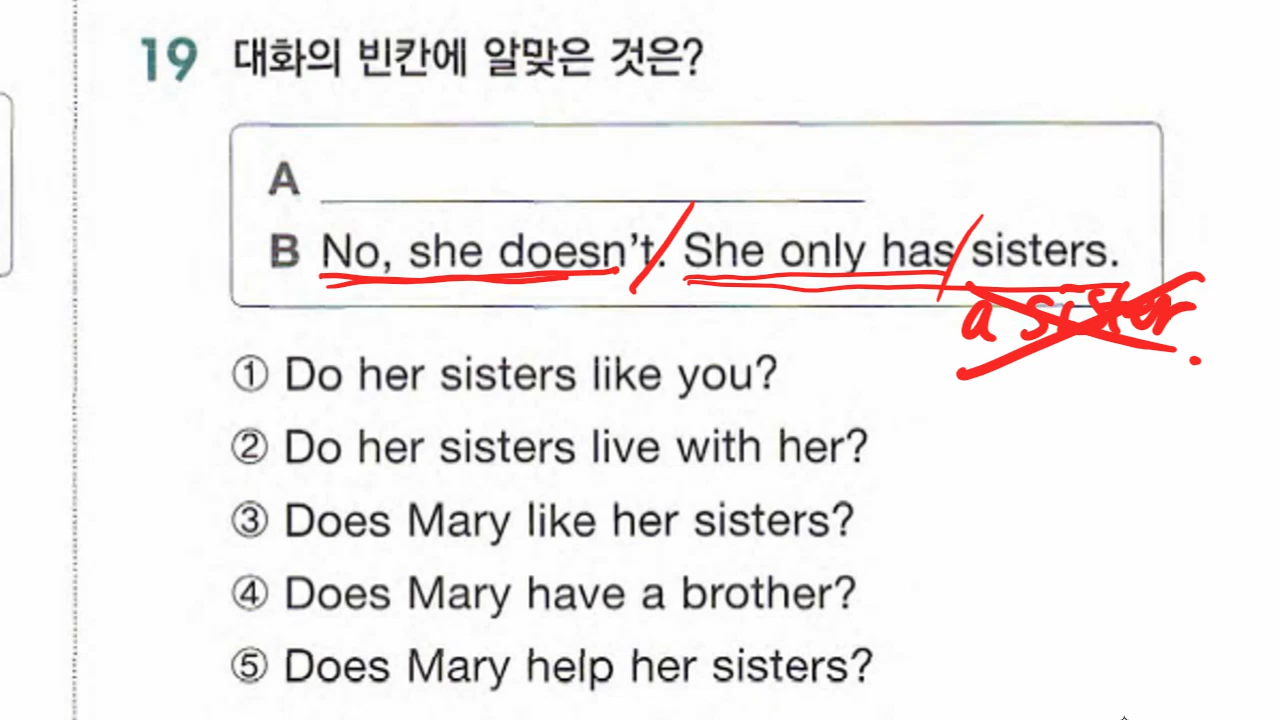 19 대화의 빈칸에 알맞은 것은?
A
B No, she doesn't. She only has sisters.
a sister.
① Do her sisters like you?
② Do her sisters live with her?
③ Does Mary like her sisters?
④ Does Mary have a brother?
⑤ Does Mary help her sisters?